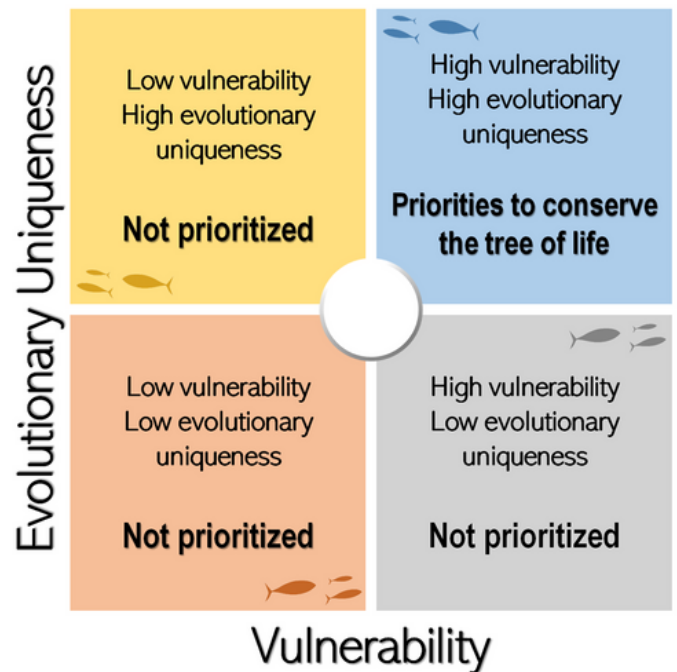 Evolutionary Uniqueness
Low vulnerability
High evolutionary
uniqueness
Not prioritized
High vulnerability
High evolutionary
uniqueness
Priorities to conserve
the tree of life
Low vulnerability
Low evolutionary
uniqueness
Not prioritized
High vulnerability
Low evolutionary
uniqueness
Not prioritized
Vulnerability